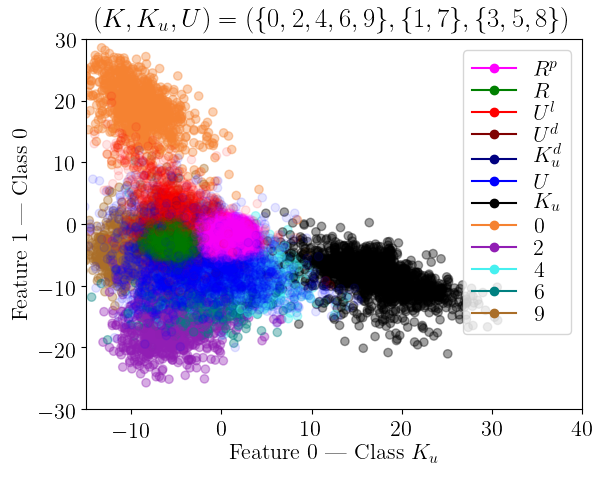 (K, K_u, U) = ({0, 2, 4, 6, 9}, {1, 7}, {3, 5, 8})
30
20
10
0
−10
−20
−30
Feature 1 — Class 0
−10
0
10
20
30
40
Feature 0 — Class K_u
R^p
R
U^l
U^d
K_u^d
U
K_u
0
2
4
6
9